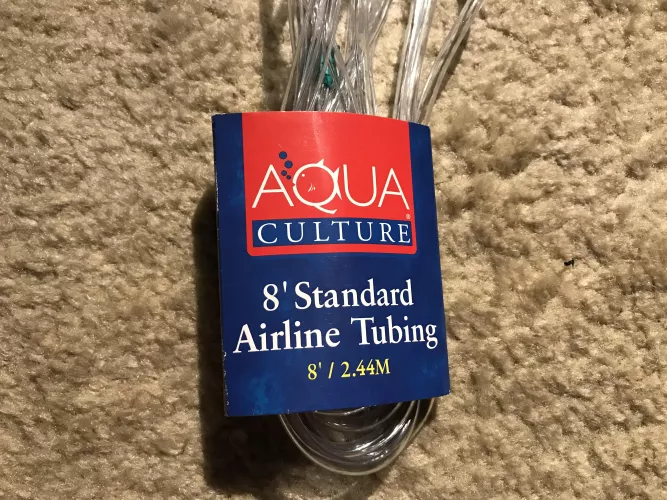 AQUA
CULTURE®
8' Standard
Airline Tubing
8' / 2.44M